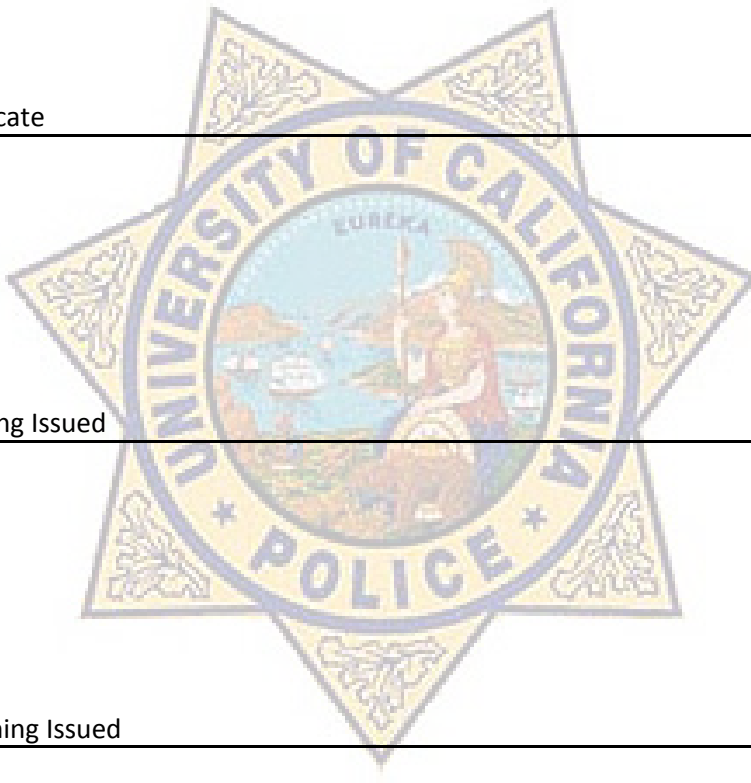 cate
UNIVERSITY OF CALIFORNIA
EUREKA
ng Issued
* POLICE *
ning Issued